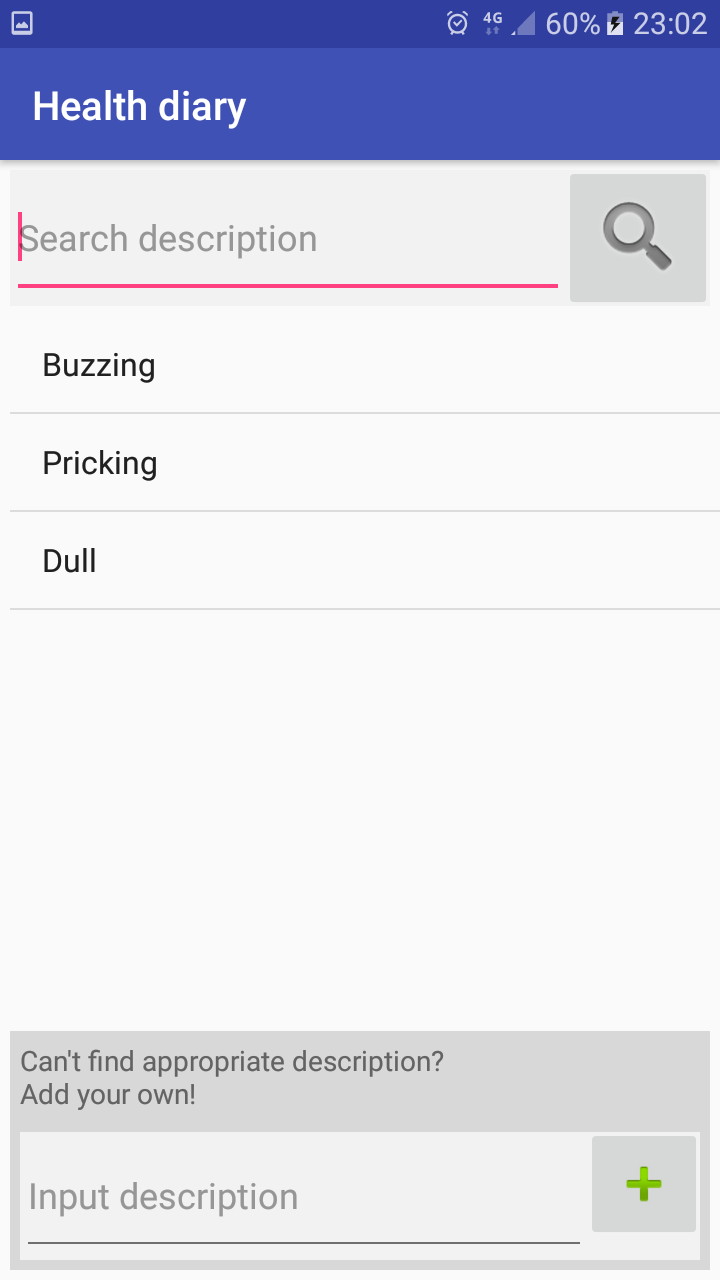 4G 60% 23:02
Health diary
Search description
Buzzing
Pricking
Dull
Can't find appropriate description?
Add your own!
Input description